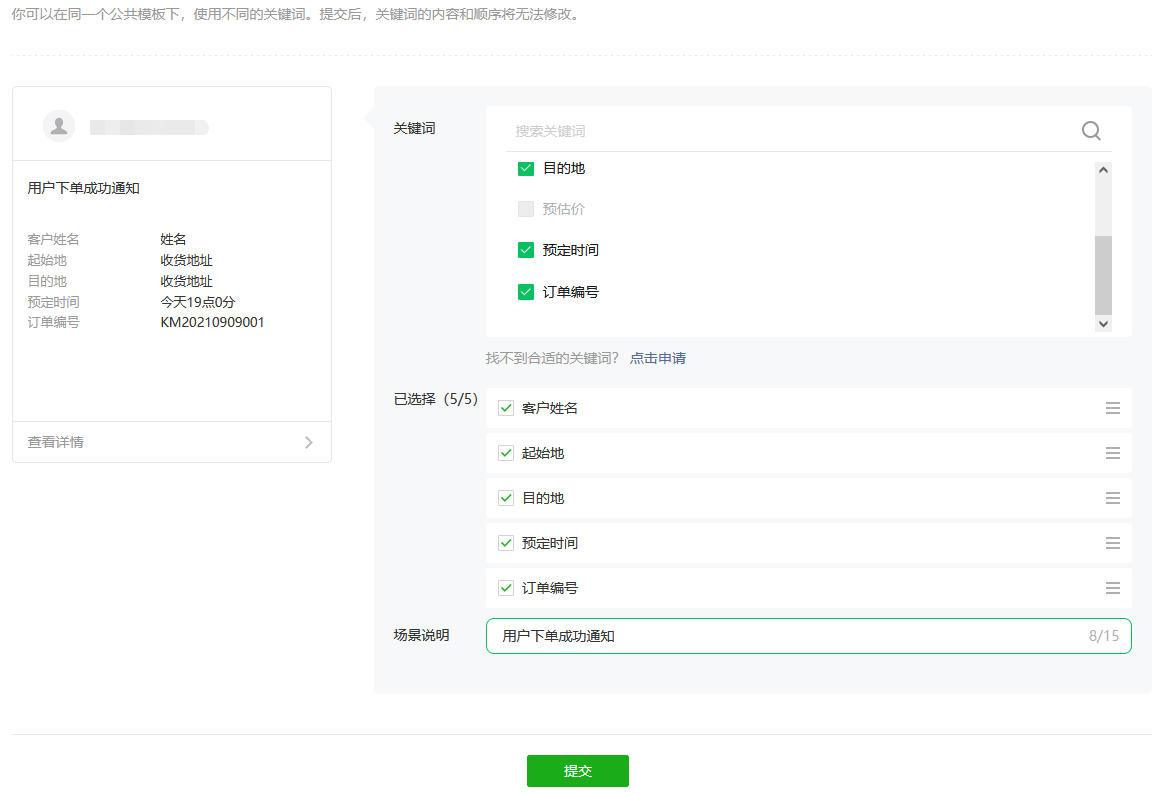 你可以在同一个公共模板下，使用不同的关键词。提交后，关键词的内容和顺序将无法修改。
用户下单成功通知
客户姓名 姓名
起始地 收货地址
目的地 收货地址
预定时间 今天19点0分
订单编号 KM20210909001
查看详情
关键词
搜索关键词
目的地
预估价
预定时间
订单编号
找不到合适的关键词？ 点击申请
已选择（5/5）
客户姓名
起始地
目的地
预定时间
订单编号
场景说明
用户下单成功通知 8/15
提交